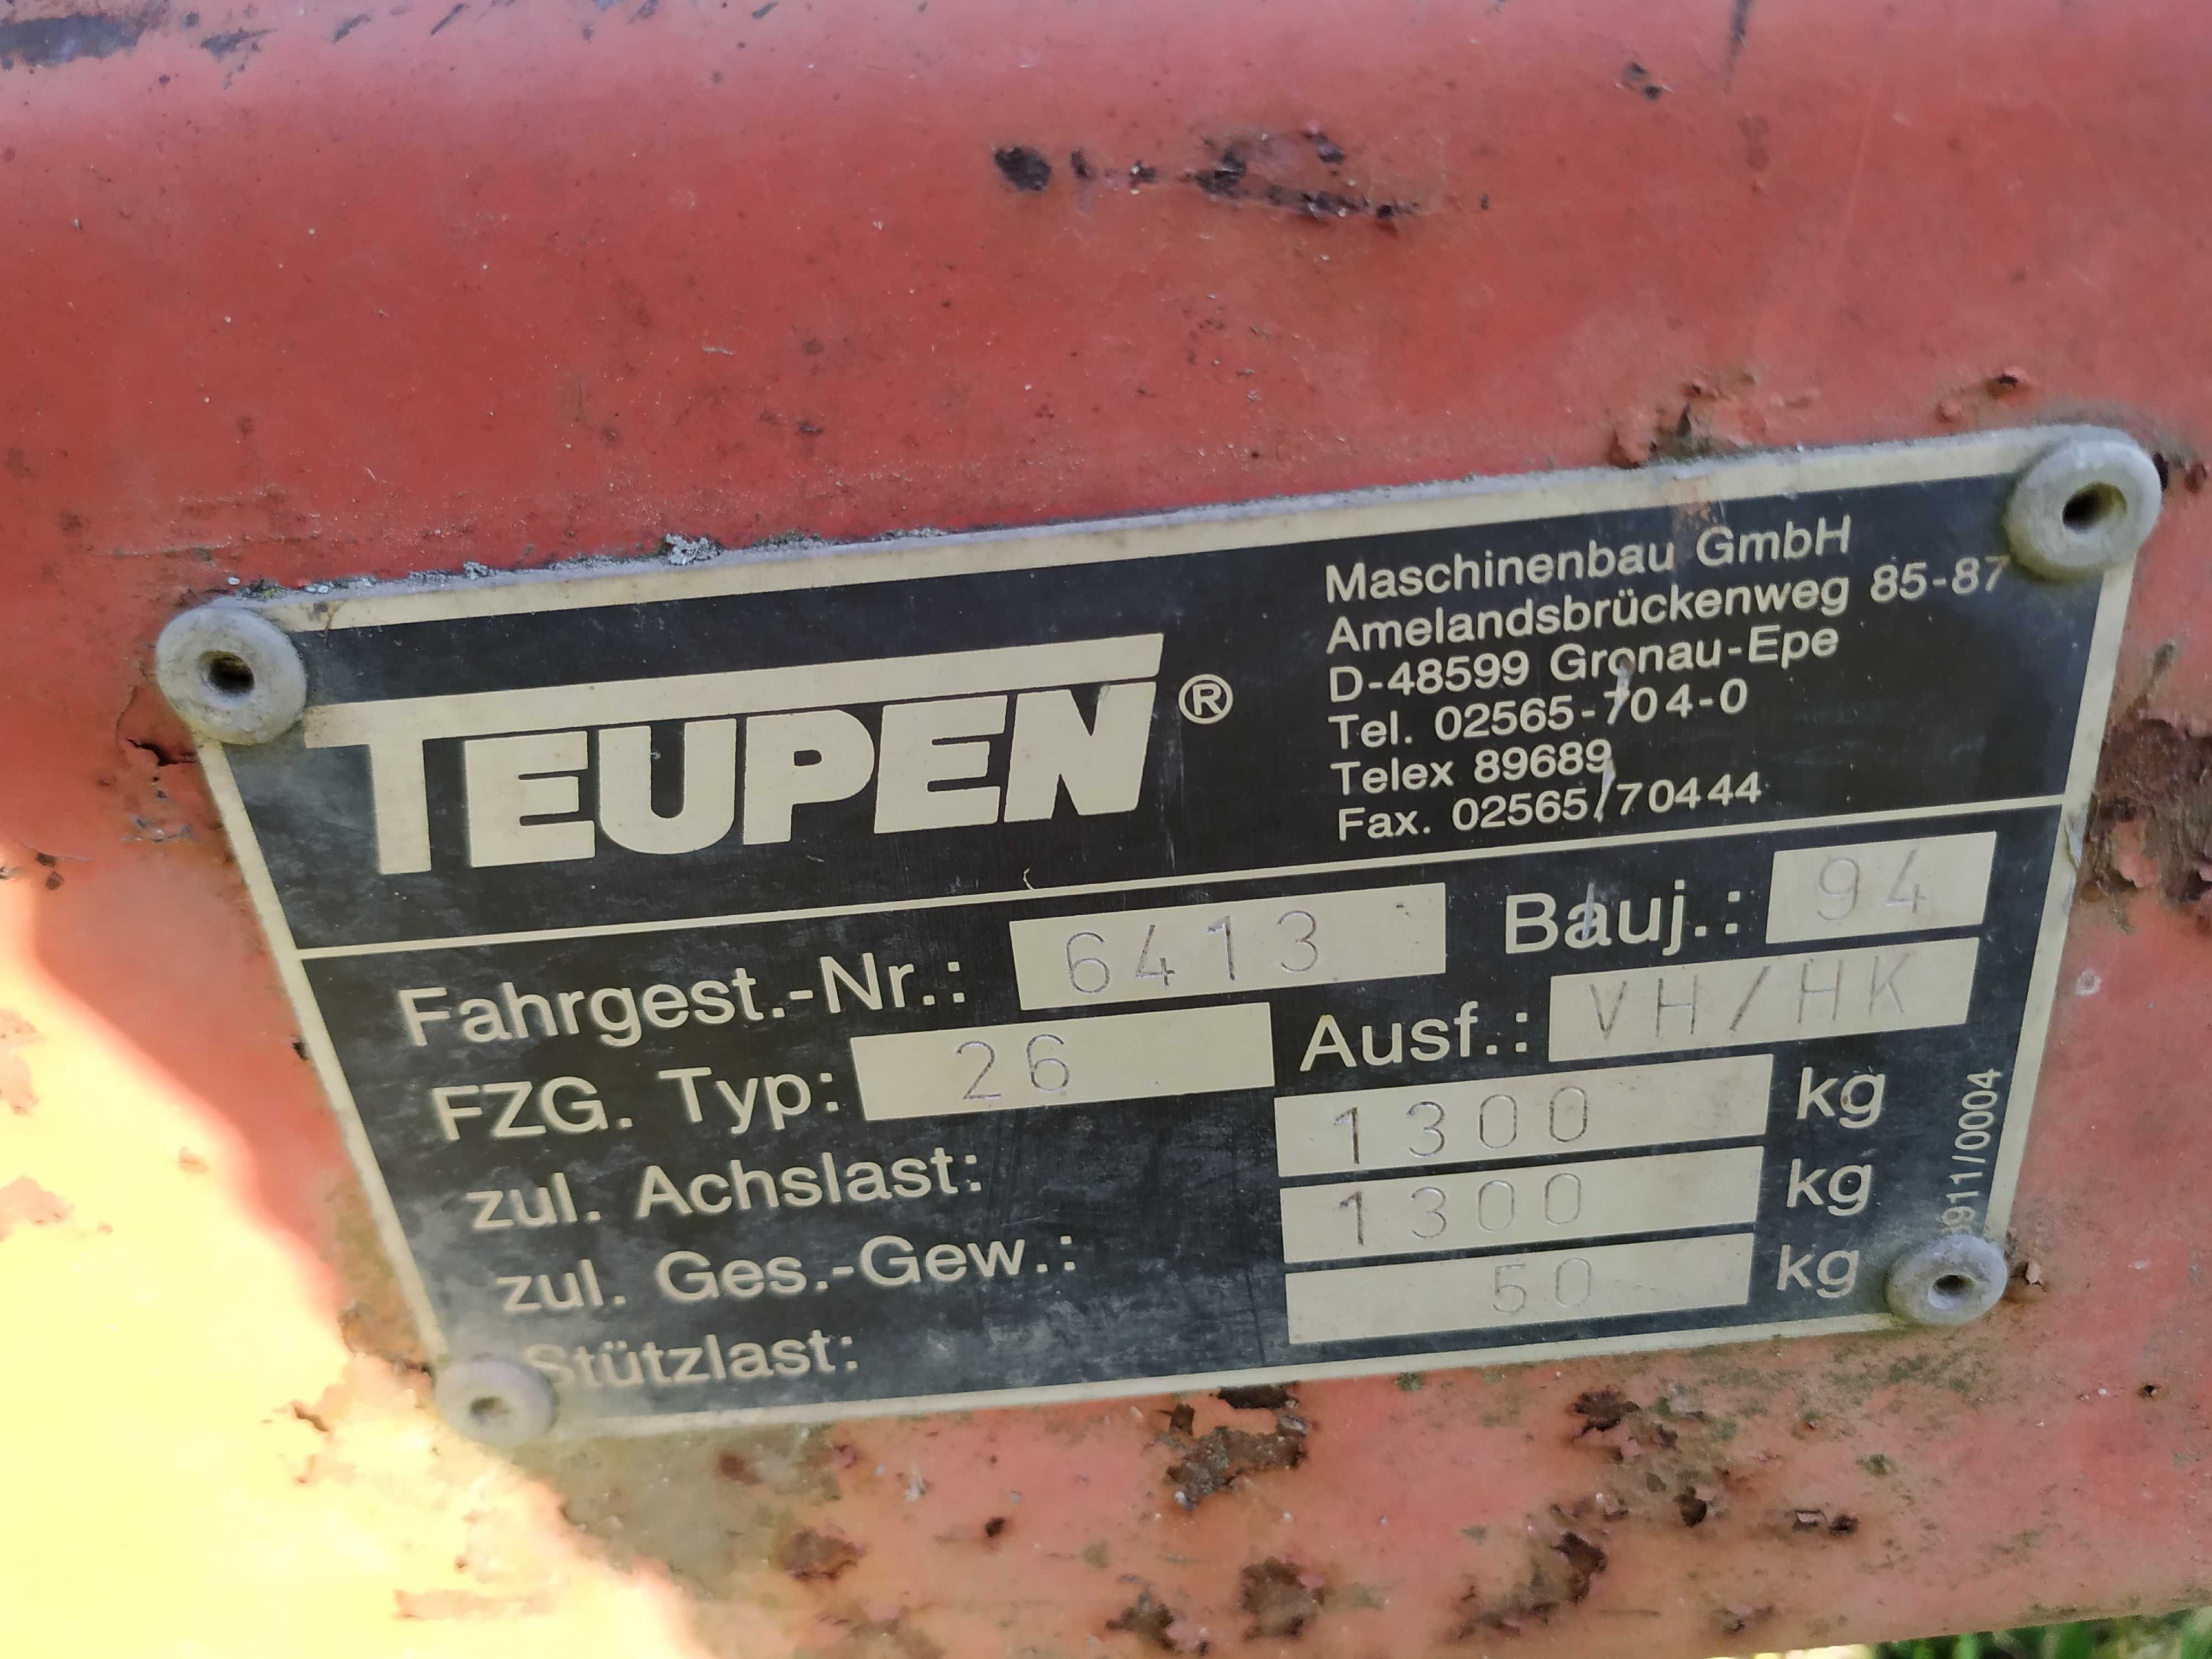 TEUPEN®
Maschinenbau GmbH
Amelandsbrückenweg 85-87
D-48599 Gronau-Epe
Tel. 02565-704-0
Telex 89689
Fax. 02565/70444
Fahrgest.-Nr.: 6413 Bauj.: 94
FZG. Typ: 26 Ausf.: VH/HK
zul. Achslast: 1300 kg
zul. Ges.-Gew.: 1300 kg
Stützlast: 50 kg